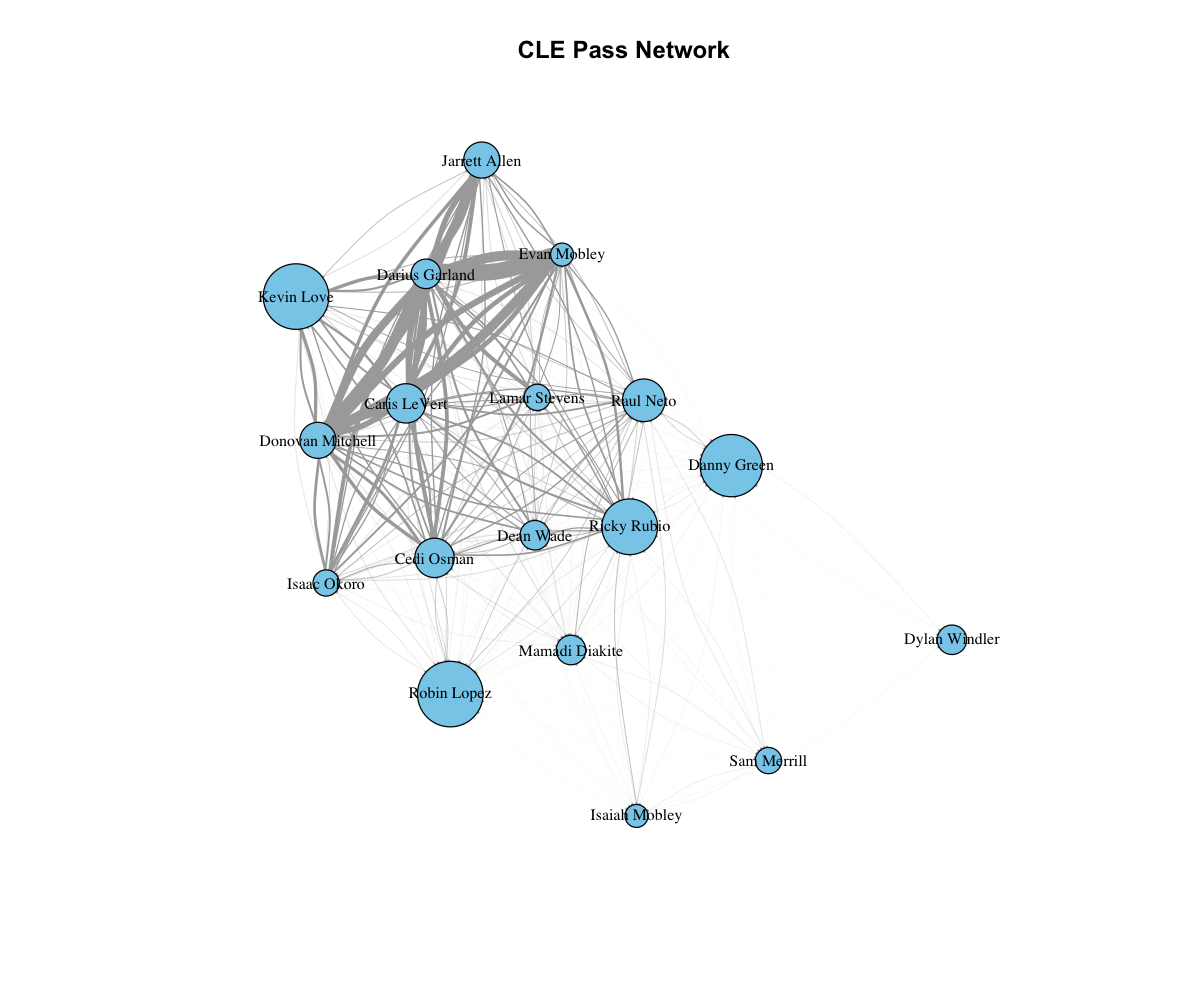 CLE Pass Network
Jarrett Allen
Evan Mobley
Darius Garland
Kevin Love
Lamar Stevens
Raul Neto
Caris LeVert
Donovan Mitchell
Danny Green
Ricky Rubio
Dean Wade
Cedi Osman
Isaac Okoro
Dylan Windler
Mamadi Diakite
Robin Lopez
Sam Merrill
Isaiah Mobley